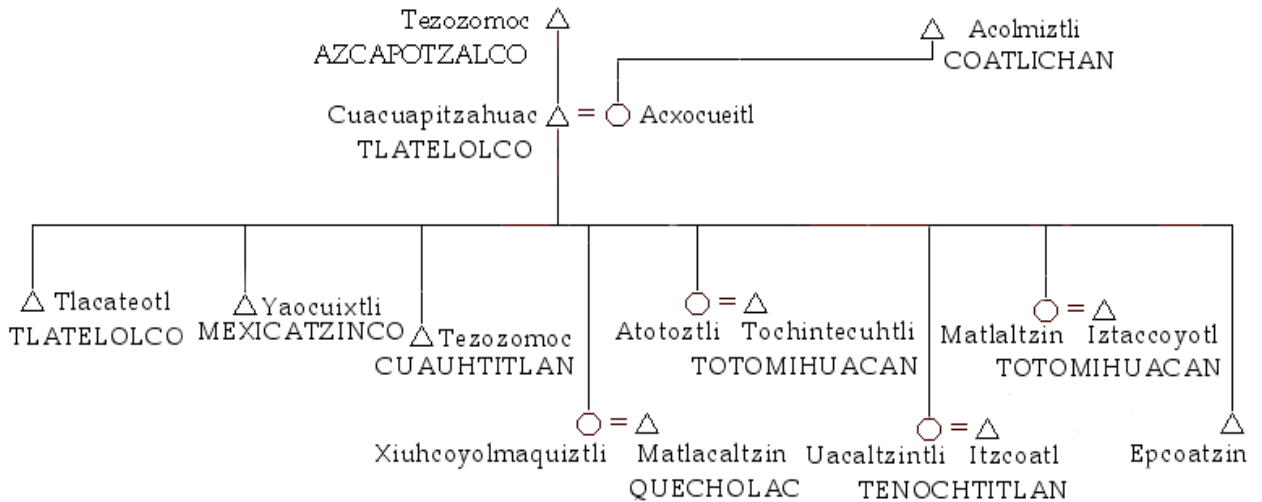 Tezozomoc
AZCAPOTZALCO
Acolmiztli
COATLICHAN
Cuacuapitzahuac = Acxocueitl
TLATELOLCO
Tlacateotl
TLATELOLCO
Yaocuixtli
MEXICATZINCO
Tezozomoc
CUAUHTITLAN
=
Atotoztli Tochintecuhtli
TOTOMIHUACAN
=
Matlaltzin Iztaccoyotl
TOTOMIHUACAN
=
Xiuhcoyolmaquiztli Matlacaltzin
QUECHOLAC
=
Uacaltzintli Itzcoatl
TENOCHTITLAN
Epcoatzin